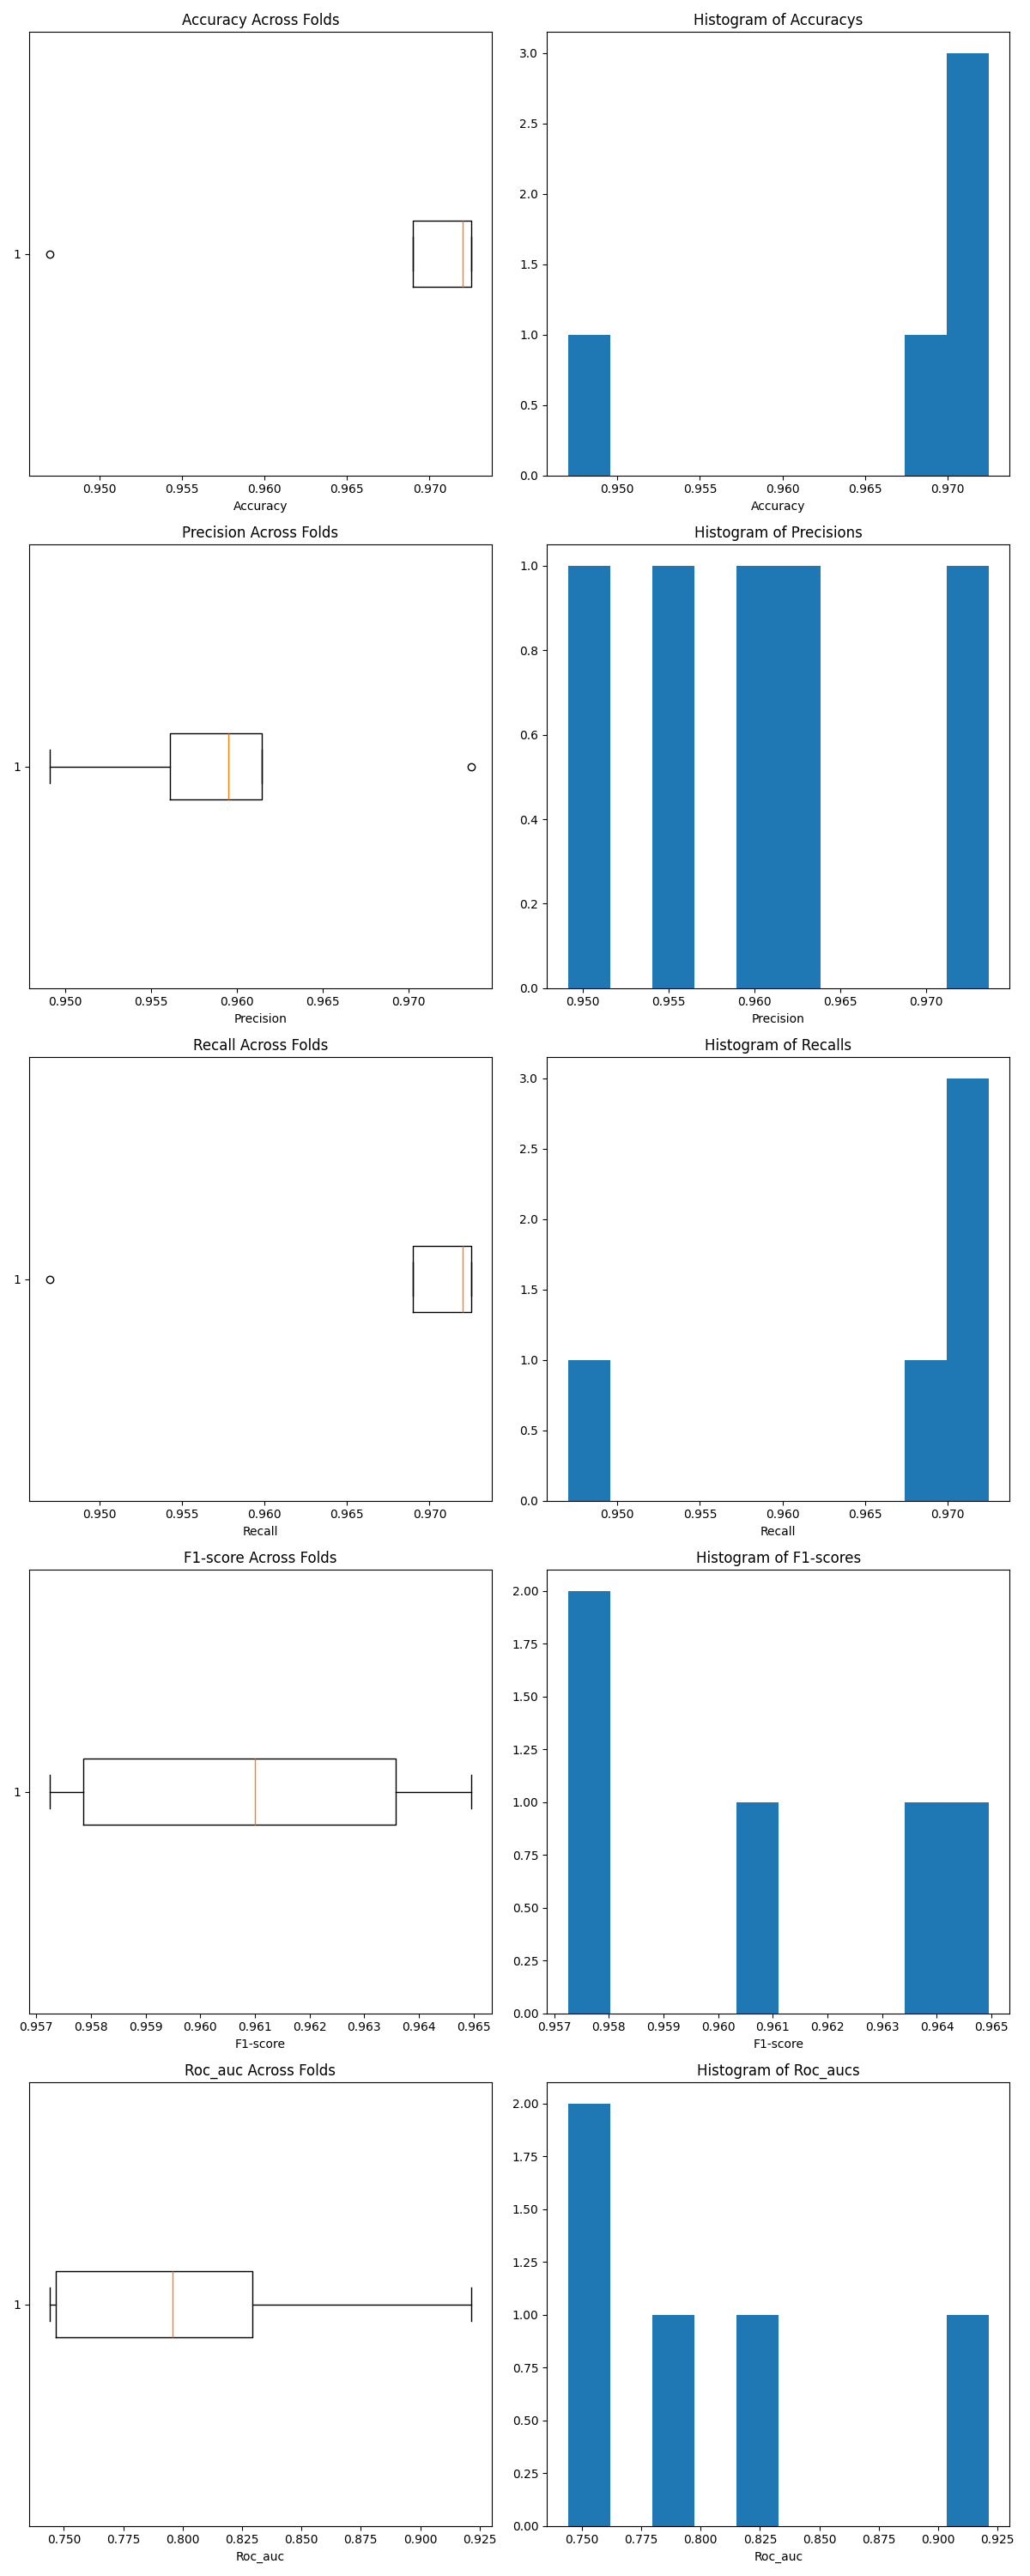 Accuracy Across Folds
1
0.950 0.955 0.960 0.965 0.970
Accuracy
Histogram of Accuracys
3.0
2.5
2.0
1.5
1.0
0.5
0.0
0.950 0.955 0.960 0.965 0.970
Accuracy
Precision Across Folds
1
0.950 0.955 0.960 0.965 0.970
Precision
Histogram of Precisions
1.0
0.8
0.6
0.4
0.2
0.0
0.950 0.955 0.960 0.965 0.970
Precision
Recall Across Folds
1
0.950 0.955 0.960 0.965 0.970
Recall
Histogram of Recalls
3.0
2.5
2.0
1.5
1.0
0.5
0.0
0.950 0.955 0.960 0.965 0.970
Recall
F1-score Across Folds
1
0.957 0.958 0.959 0.960 0.961 0.962 0.963 0.964 0.965
F1-score
Histogram of F1-scores
2.00
1.75
1.50
1.25
1.00
0.75
0.50
0.25
0.00
0.957 0.958 0.959 0.960 0.961 0.962 0.963 0.964 0.965
F1-score
Roc_auc Across Folds
1
0.750 0.775 0.800 0.825 0.850 0.875 0.900 0.925
Roc_auc
Histogram of Roc_aucs
2.00
1.75
1.50
1.25
1.00
0.75
0.50
0.25
0.00
0.750 0.775 0.800 0.825 0.850 0.875 0.900 0.925
Roc_auc